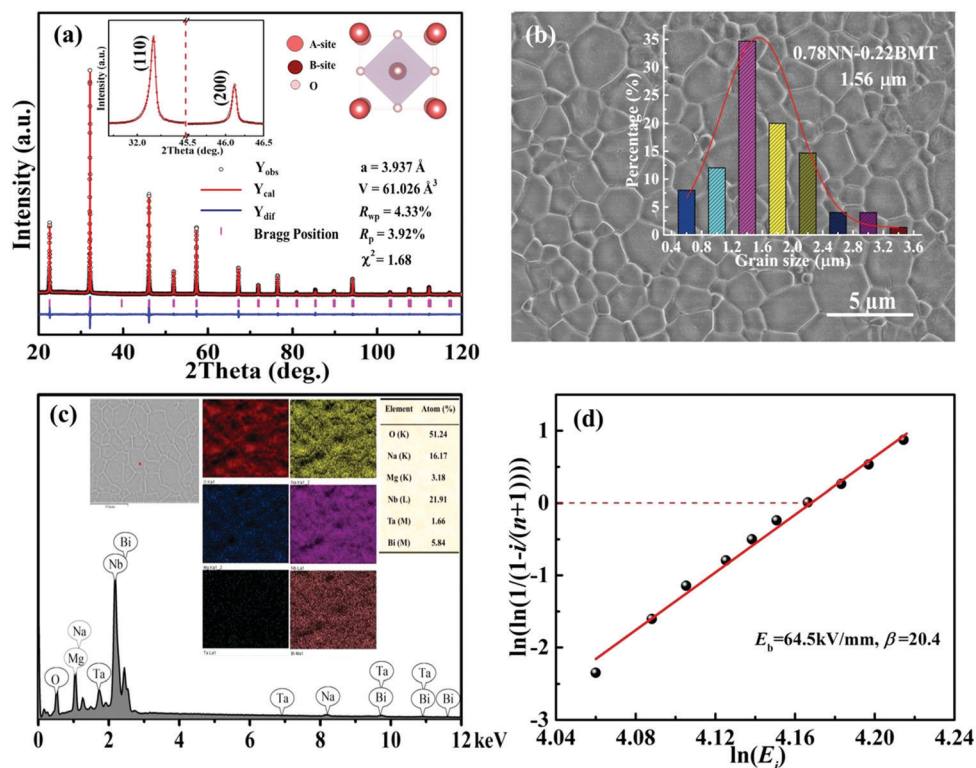 (a)
(110)
(200)
Intensity (a.u.)
32.0 45.5 46.0 46.5
2Theta (deg.)
A-site
B-site
O
Yobs
Ycal
Ydif
Bragg Position
a = 3.937 Å
V = 61.026 Å3
Rwp = 4.33%
Rp = 3.92%
χ2 = 1.68
Intensity (a.u.)
20 40 60 80 100 120
2Theta (deg.)
(b)
0.78NN-0.22BMT
1.56 μm
Percentage (%)
35
30
25
20
15
10
5
0
0.4 0.8 1.2 1.6 2.0 2.4 2.8 3.2 3.6
Grain size (μm)
5 μm
(c)
Element Atom (%)
O (K) 51.24
Na (K) 16.17
Mg (K) 3.18
Nb (L) 21.91
Ta (M) 1.66
Bi (M) 5.84
Bi
Nb
Na
Mg
O
Ta
Ta
Na
Ta
Bi
Ta
Bi
Bi
0 2 4 6 8 10 12 keV
(d)
ln(ln(1/(1-i/(n+1))))
1
0
-1
-2
-3
Eb=64.5kV/mm, β=20.4
4.04 4.08 4.12 4.16 4.20 4.24
ln(Ei)